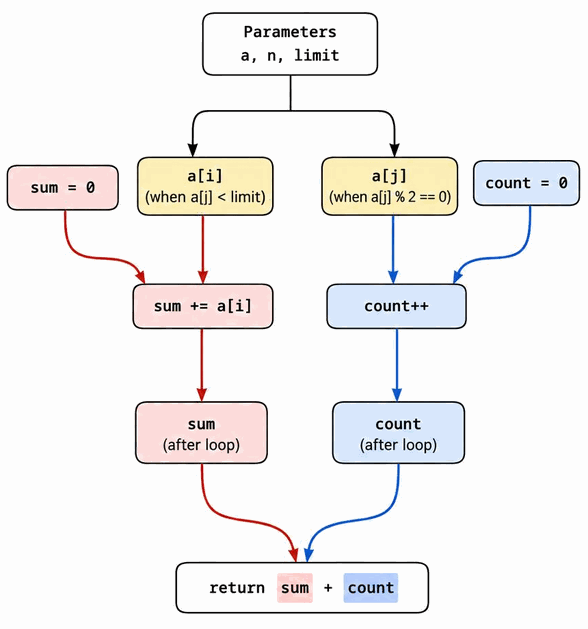 Parameters
a, n, limit
sum = 0
a[i]
(when a[j] < limit)
a[j]
(when a[j] % 2 == 0)
count = 0
sum += a[i]
count++
sum
(after loop)
count
(after loop)
return sum + count